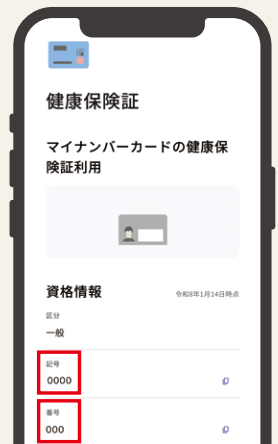 健康保険証
マイナンバーカードの健康保
険証利用
資格情報
令和8年1月14日時点
区分
一般
記号
0000
番号
000